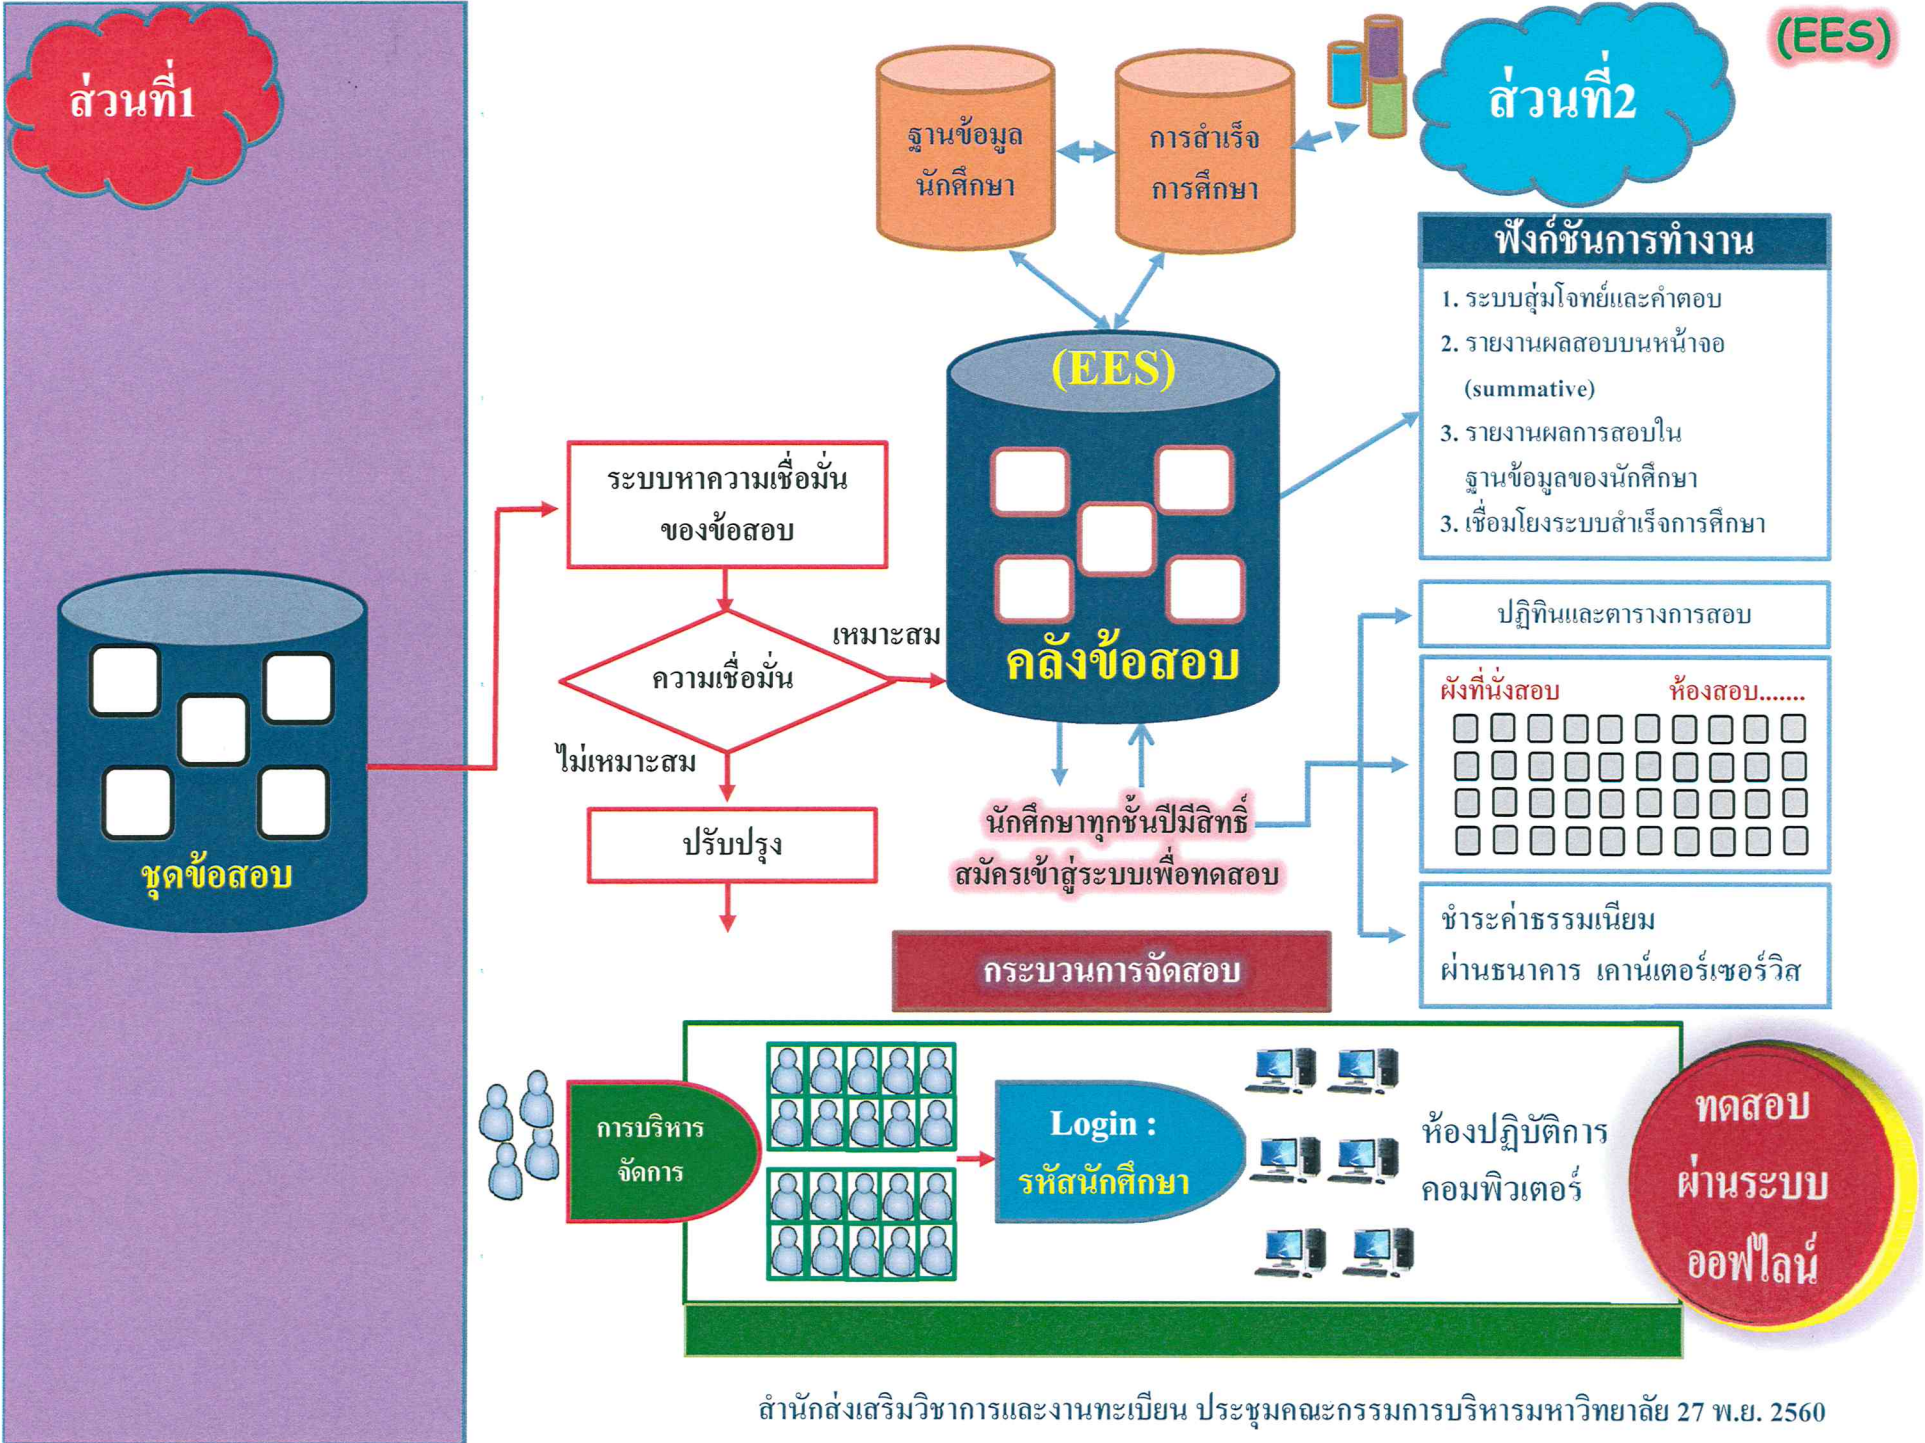 ส่วนที่1
ส่วนที่2
(EES)
ฐานข้อมูล
นักศึกษา
การสำเร็จ
การศึกษา
ฟังก์ชันการทำงาน
1. ระบบสุ่มโจทย์และคำตอบ
2. รายงานผลสอบบนหน้าจอ
(summative)
3. รายงานผลการสอบใน
ฐานข้อมูลของนักศึกษา
3. เชื่อมโยงระบบสำเร็จการศึกษา
(EES)
คลังข้อสอบ
ระบบหาความเชื่อมั่น
ของข้อสอบ
ความเชื่อมั่น
เหมาะสม
ไม่เหมาะสม
ปรับปรุง
ชุดข้อสอบ
นักศึกษาทุกชั้นปีมีสิทธิ์
สมัครเข้าสู่ระบบเพื่อทดสอบ
ปฏิทินและตารางการสอบ
ผังที่นั่งสอบ ห้องสอบ.......
ชำระค่าธรรมเนียม
ผ่านธนาคาร เคาน์เตอร์เซอร์วิส
กระบวนการจัดสอบ
การบริหาร
จัดการ
Login :
รหัสนักศึกษา
ห้องปฏิบัติการ
คอมพิวเตอร์
ทดสอบ
ผ่านระบบ
ออฟไลน์
สำนักส่งเสริมวิชาการและงานทะเบียน ประชุมคณะกรรมการบริหารมหาวิทยาลัย 27 พ.ย. 2560